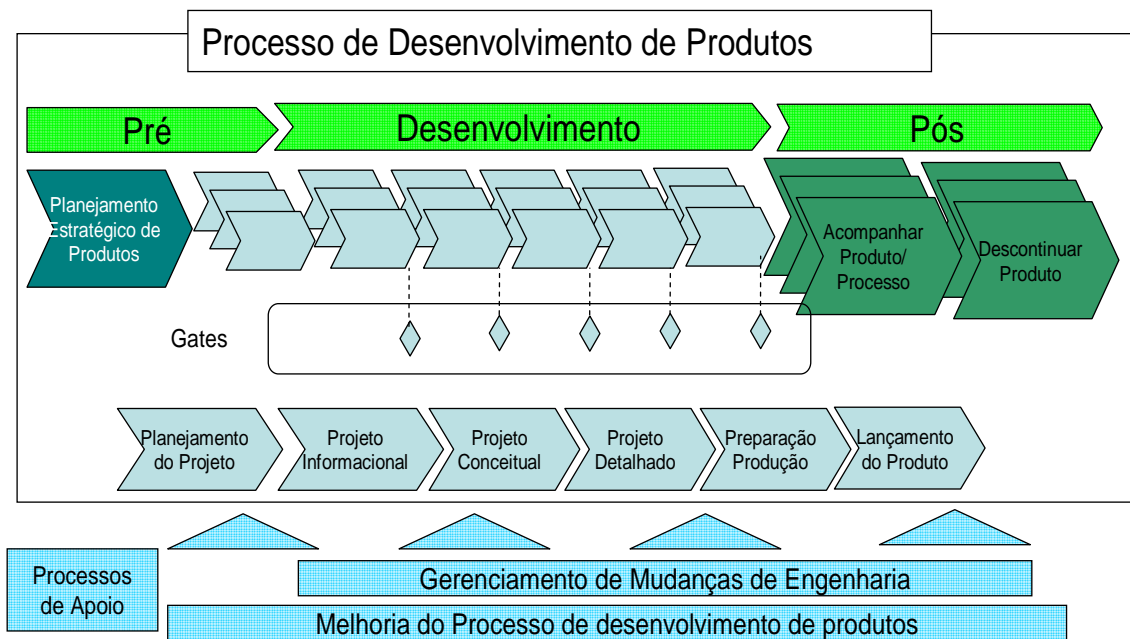 Processo de Desenvolvimento de Produtos
Pré
Desenvolvimento
Pós
Planejamento
Estratégico de
Produtos
Acompanhar
Produto/
Processo
Descontinuar
Produto
Gates
Planejamento
do Projeto
Projeto
Informacional
Projeto
Conceitual
Projeto
Detalhado
Preparação
Produção
Lançamento
do Produto
Processos
de Apoio
Gerenciamento de Mudanças de Engenharia
Melhoria do Processo de desenvolvimento de produtos